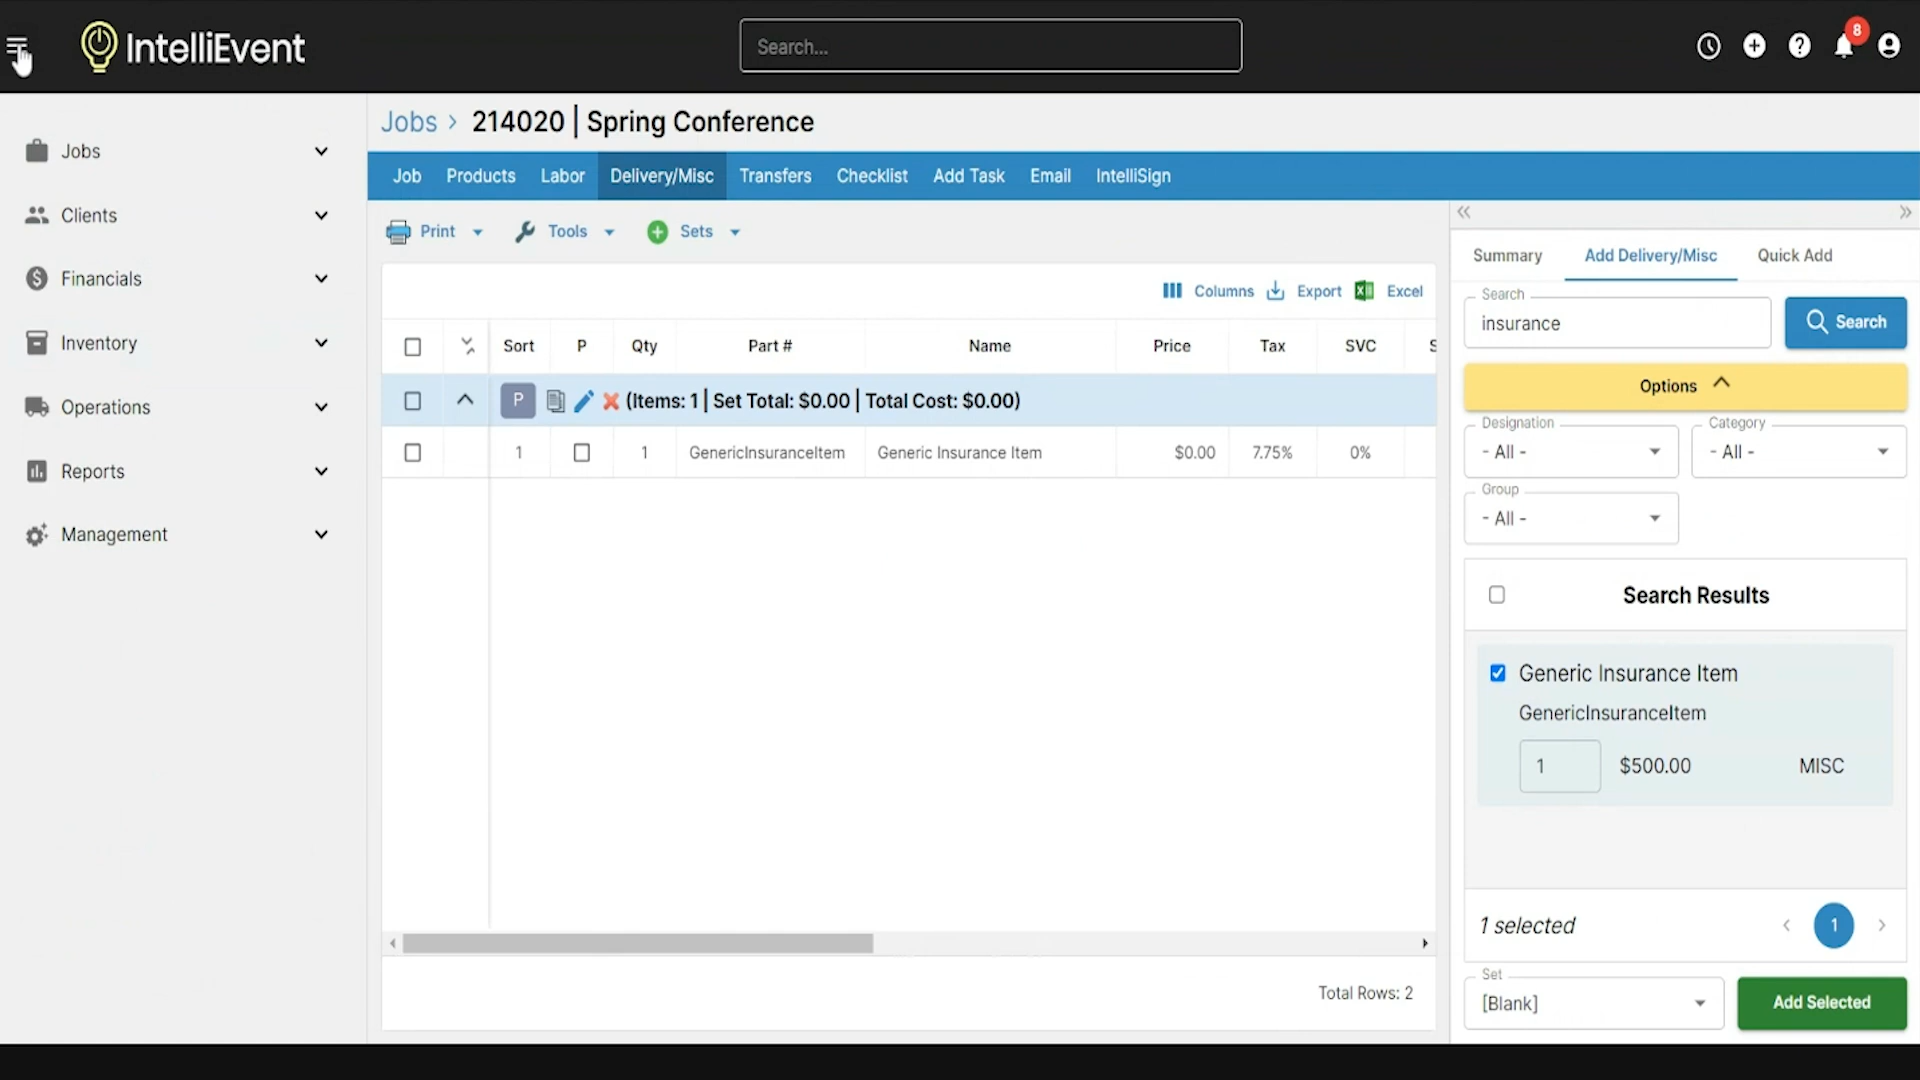 IntelliEvent
Search...
8
Jobs
Clients
Financials
Inventory
Operations
Reports
Management
Jobs > 214020 | Spring Conference
Job Products Labor Delivery/Misc Transfers Checklist Add Task Email IntelliSign
Print Tools Sets
Columns Export Excel
Sort P Qty Part # Name Price Tax SVC S
P (Items: 1 | Set Total: $0.00 | Total Cost: $0.00)
1 1 GenericInsuranceItem Generic Insurance Item $0.00 7.75% 0%
Total Rows: 2
Summary Add Delivery/Misc Quick Add
Search
insurance
Search
Options
Designation
- All -
Category
- All -
Group
- All -
Search Results
Generic Insurance Item
GenericInsuranceItem
1 $500.00 MISC
1 selected
1
Set
[Blank]
Add Selected